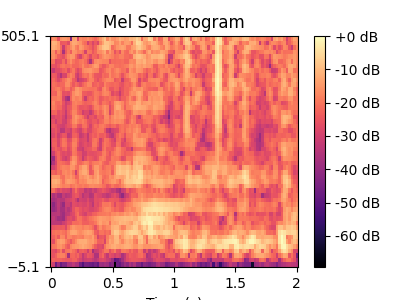 Mel Spectrogram
505.1
−5.1
0
0.5
1
1.5
2
+0 dB
-10 dB
-20 dB
-30 dB
-40 dB
-50 dB
-60 dB